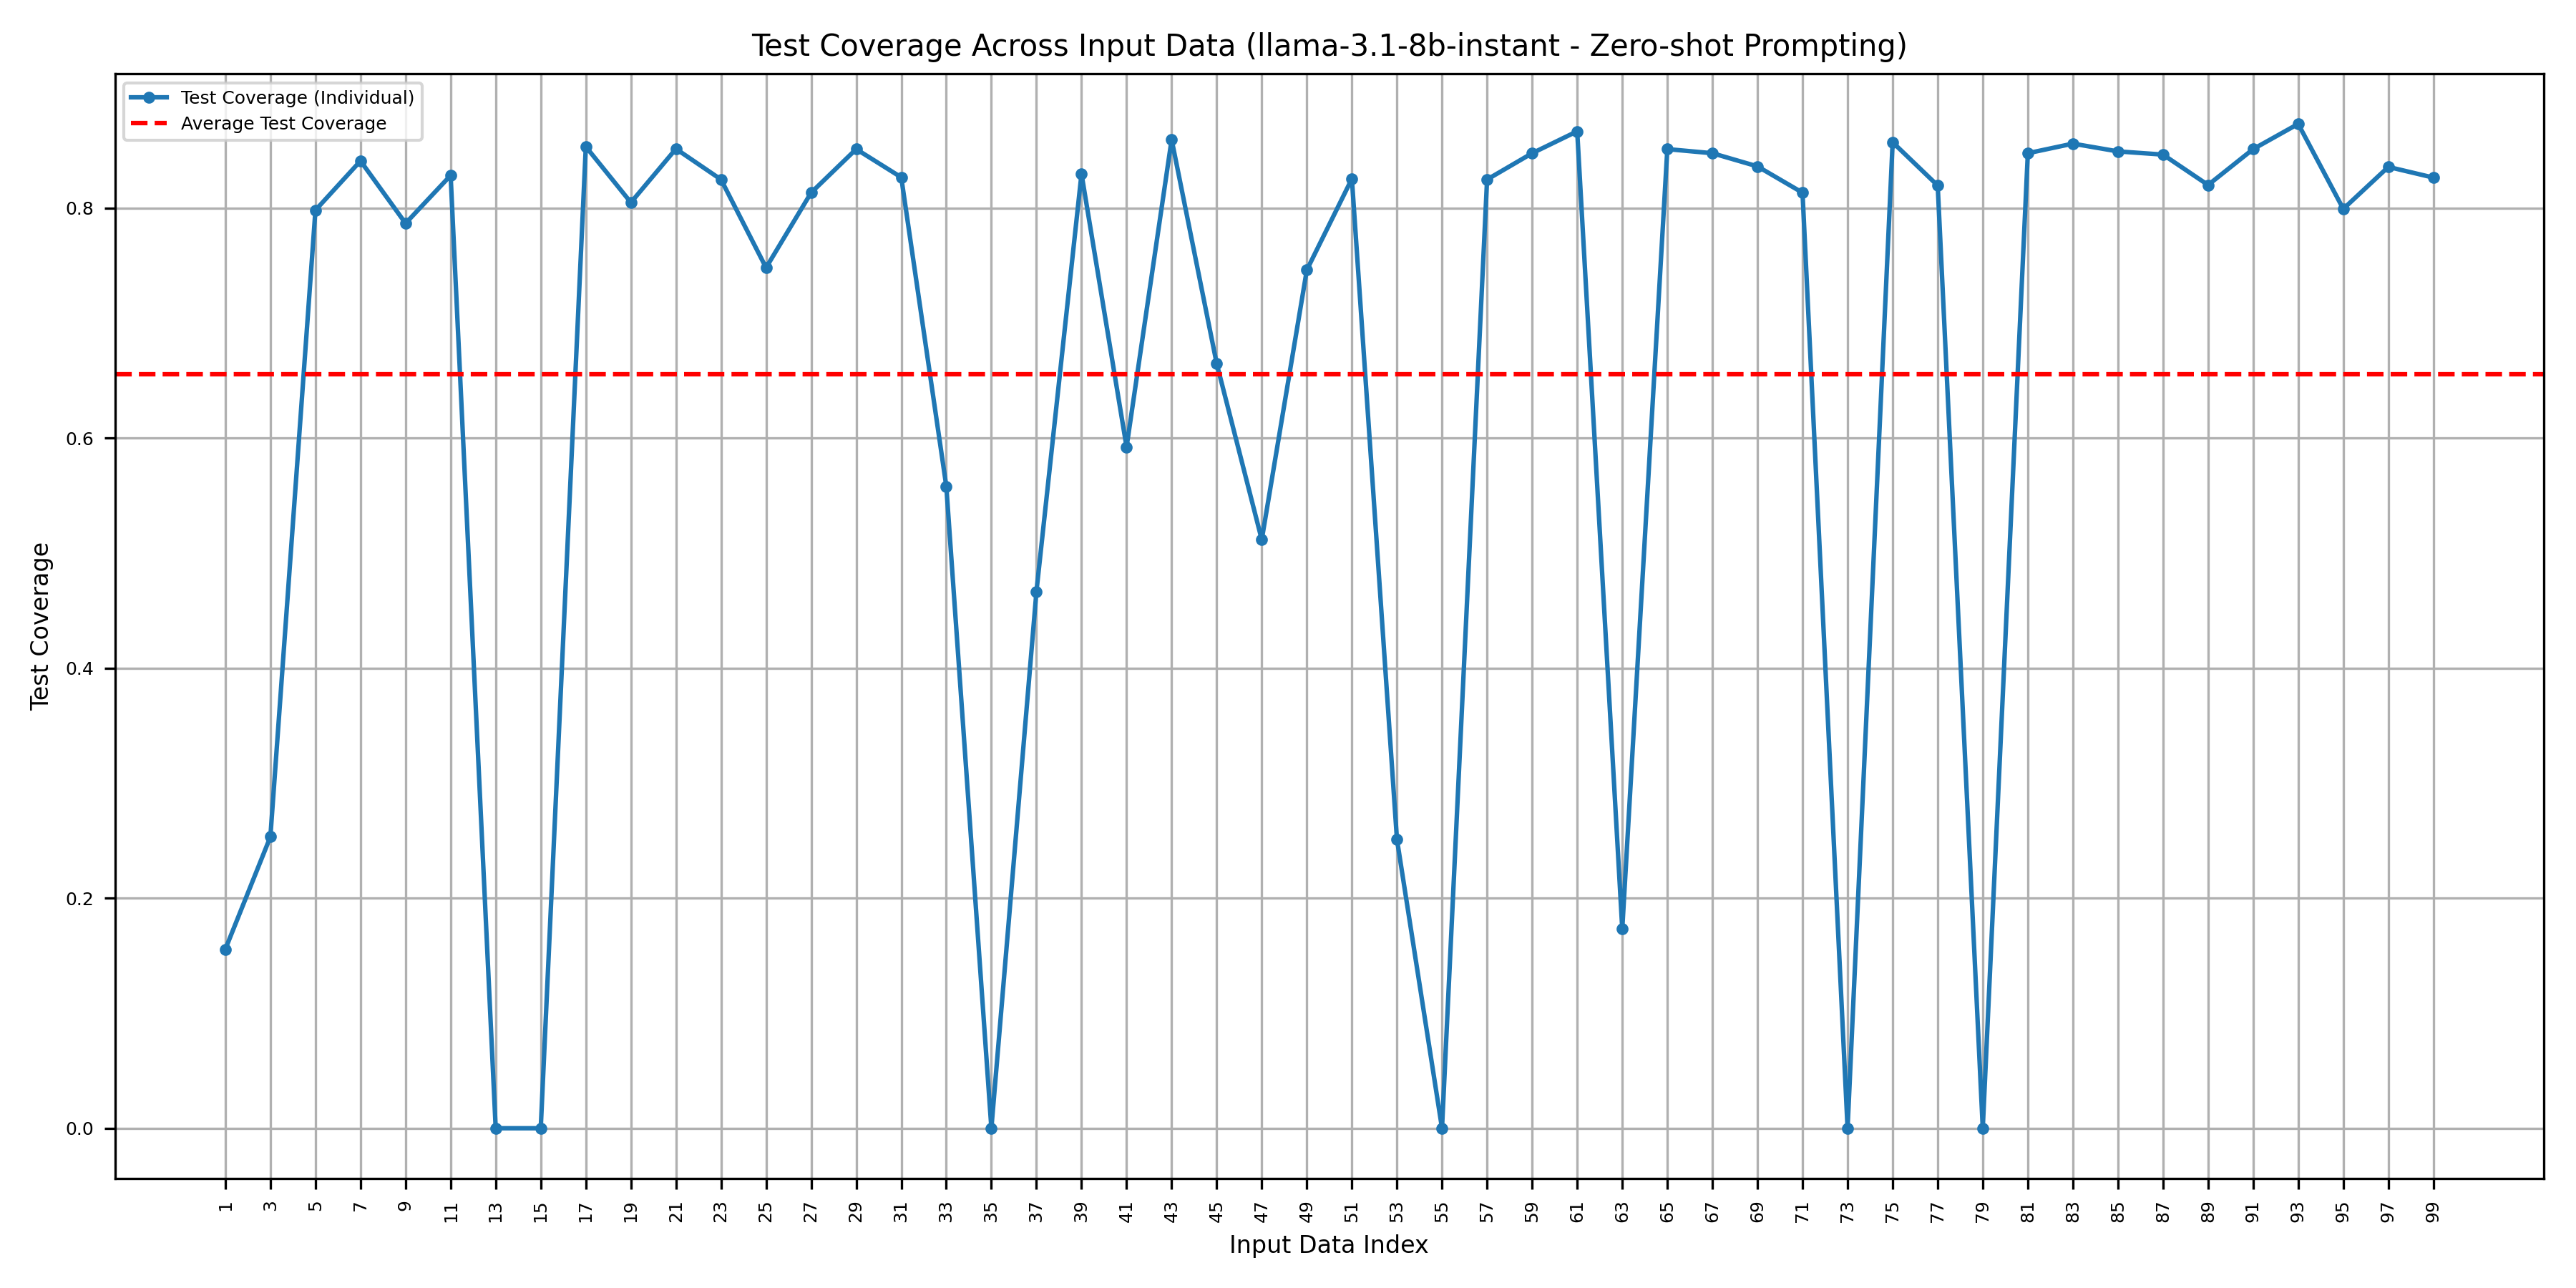 Test Coverage Across Input Data (llama-3.1-8b-instant - Zero-shot Prompting)
Test Coverage (Individual)
Average Test Coverage
Test Coverage
0.8
0.6
0.4
0.2
0.0
1 3 5 7 9 11 13 15 17 19 21 23 25 27 29 31 33 35 37 39 41 43 45 47 49 51 53 55 57 59 61 63 65 67 69 71 73 75 77 79 81 83 85 87 89 91 93 95 97 99
Input Data Index